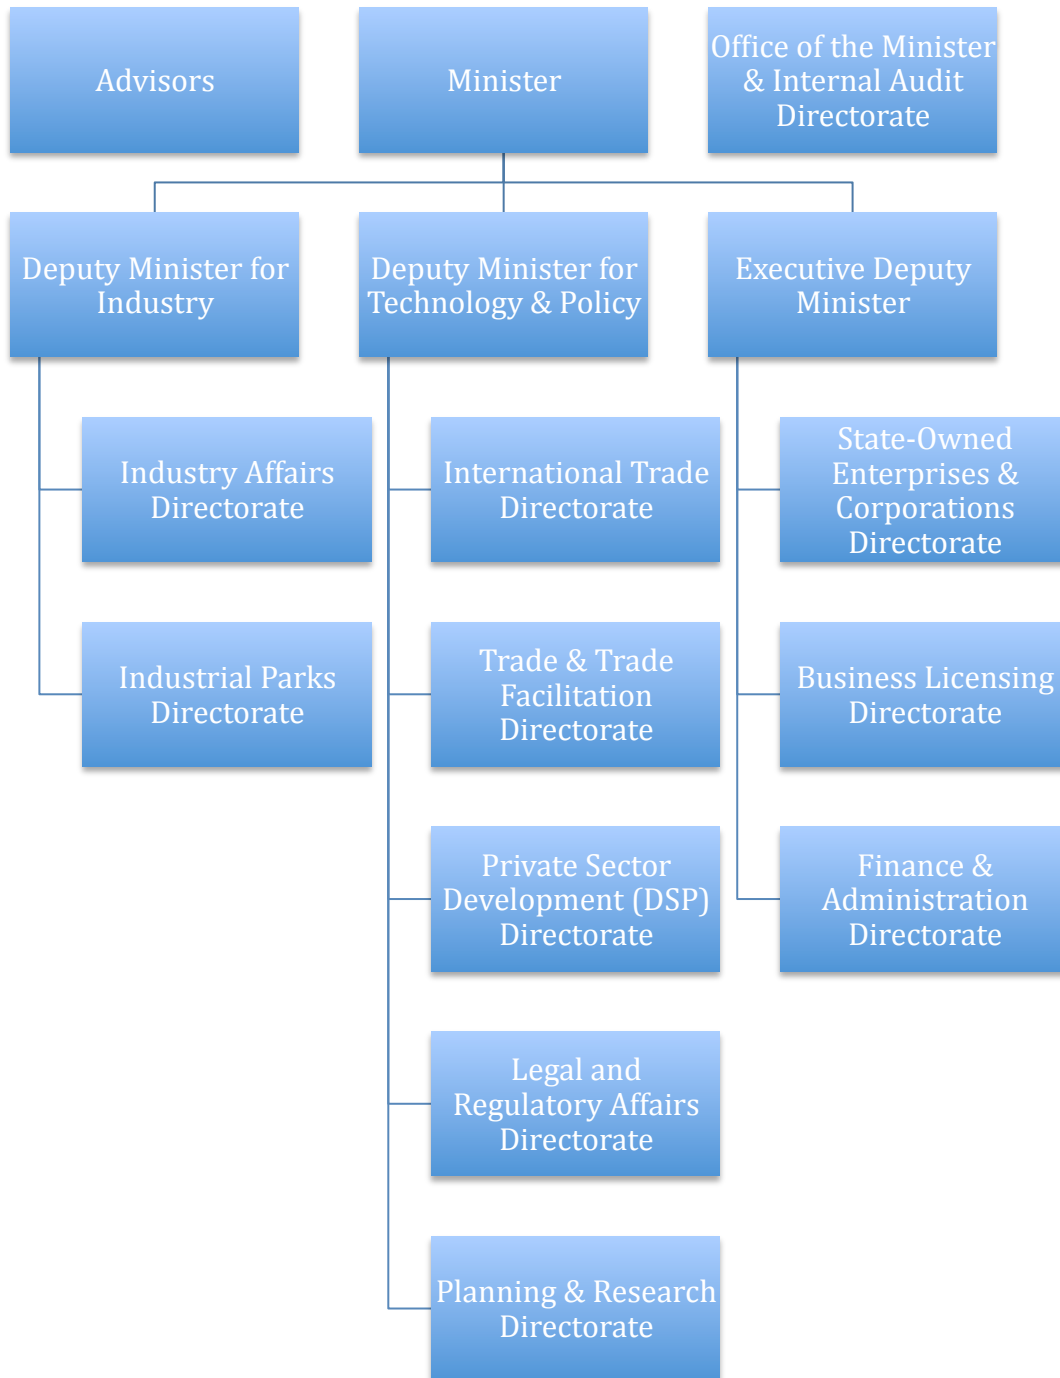 Advisors
Minister
Office of the Minister
& Internal Audit
Directorate
Deputy Minister for
Industry
Deputy Minister for
Technology & Policy
Executive Deputy
Minister
Industry Affairs
Directorate
International Trade
Directorate
State-Owned
Enterprises &
Corporations
Directorate
Industrial Parks
Directorate
Trade & Trade
Facilitation
Directorate
Business Licensing
Directorate
Private Sector
Development (DSP)
Directorate
Finance &
Administration
Directorate
Legal and
Regulatory Affairs
Directorate
Planning & Research
Directorate